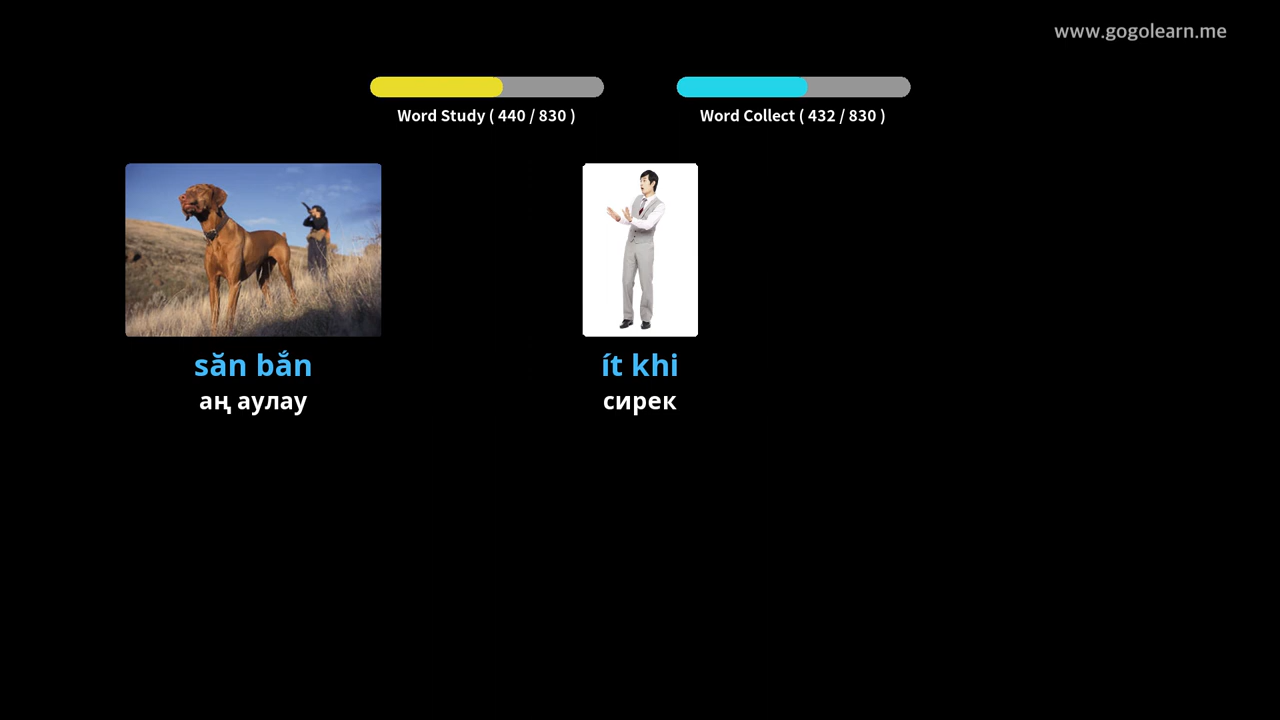 www.gogolearn.me
Word Study ( 440 / 830 )
Word Collect ( 432 / 830 )
săn bắn
аң аулау
ít khi
сирек